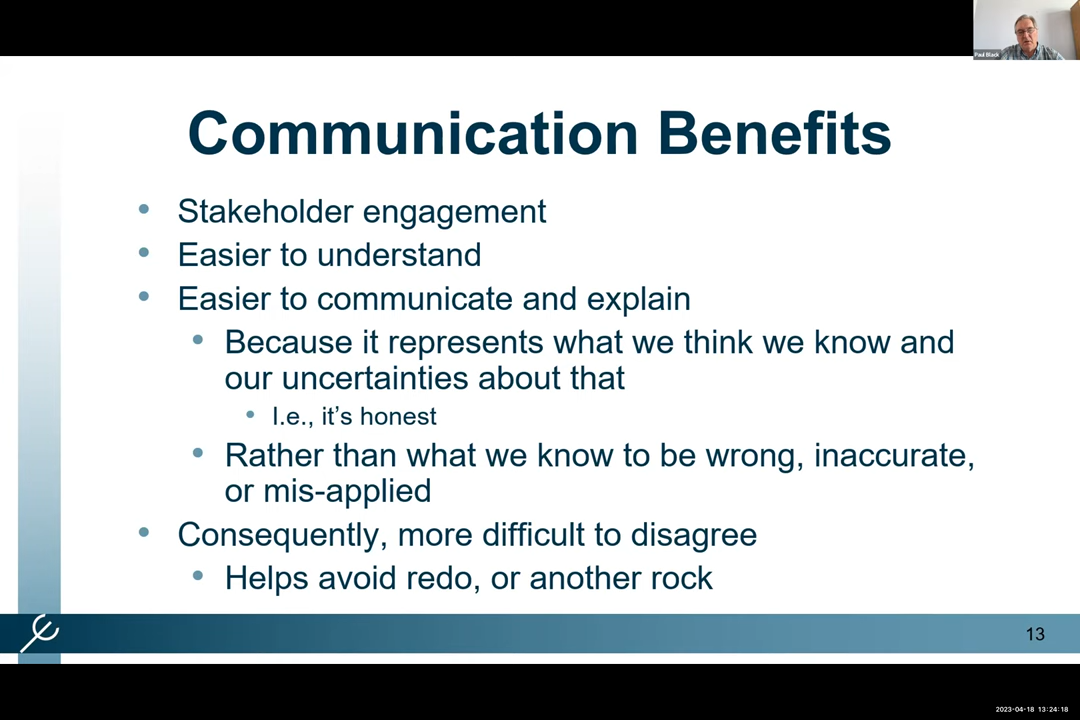 Paul Black
Communication Benefits
• Stakeholder engagement
• Easier to understand
• Easier to communicate and explain
• Because it represents what we think we know and
our uncertainties about that
• I.e., it's honest
• Rather than what we know to be wrong, inaccurate,
or mis-applied
• Consequently, more difficult to disagree
• Helps avoid redo, or another rock
13
2023-04-18 13:24:18